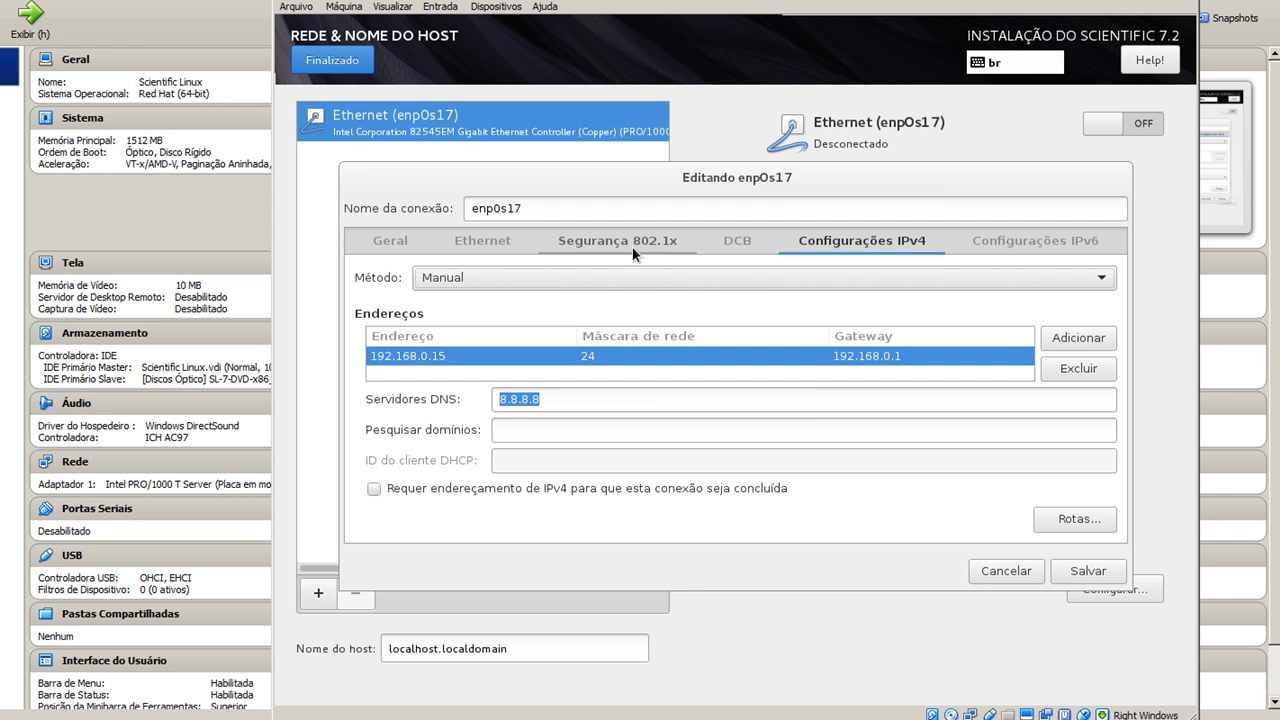 Arquivo Máquina Visualizar Entrada Dispositivos Ajuda
Exibir (h)
Snapshots
REDE & NOME DO HOST
INSTALAÇÃO DO SCIENTIFIC 7.2
Finalizado
br
Help!
Geral
Nome: Scientific Linux
Sistema Operacional: Red Hat (64-bit)
Sistema
Memória Principal: 1512 MB
Ordem de Boot: Óptico, Disco Rígido
Aceleração: VT-x/AMD-V, Paginação Aninhada,
Tela
Memória de Vídeo: 10 MB
Servidor de Desktop Remoto: Desabilitado
Captura de Vídeo: Desabilitado
Armazenamento
Controladora: IDE
IDE Primário Master: Scientific Linux.vdi (Normal, 10
IDE Primário Slave: [Discos Óptico] SL-7-DVD-x86_
Áudio
Driver do Hospedeiro : Windows DirectSound
Controladora: ICH AC97
Rede
Adaptador 1: Intel PRO/1000 T Server (Placa em mo
Portas Seriais
Desabilitado
USB
Controladora USB: OHCI, EHCI
Filtros de Dispositivo: 0 (0 ativos)
Pastas Compartilhadas
Nenhum
Interface do Usuário
Barra de Menu: Habilitada
Barra de Status: Habilitada
Posição da Minibarra de Ferramentas: Superior
Ethernet (enp0s17)
Intel Corporation 82545EM Gigabit Ethernet Controller (Copper) (PRO/1000
Ethernet (enp0s17)
Desconectado
OFF
Editando enp0s17
Nome da conexão: enp0s17
Geral Ethernet Segurança 802.1x DCB Configurações IPv4 Configurações IPv6
Método: Manual
Endereços
Endereço Máscara de rede Gateway
192.168.0.15 24 192.168.0.1
Adicionar
Excluir
Servidores DNS: 8.8.8.8
Pesquisar domínios:
ID do cliente DHCP:
Requer endereçamento de IPv4 para que esta conexão seja concluída
Rotas...
Cancelar Salvar
+ −
Configurar...
Nome do host: localhost.localdomain
Right Windows